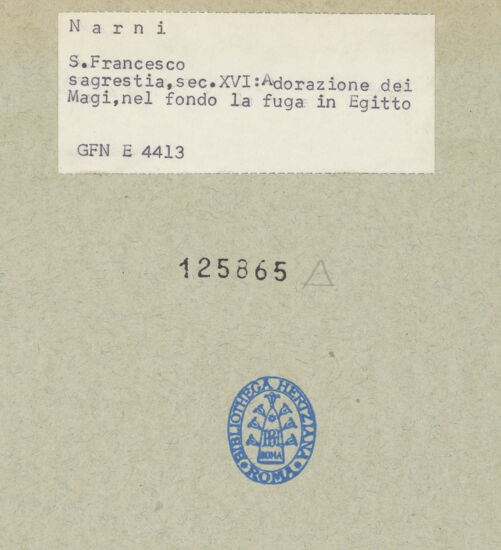 N a r n i
S.Francesco
sagrestia,sec.XVI:Adorazione dei
Magi,nel fondo la fuga in Egitto
GFN E 4413
125865 A
BIBLIOTHECA HERTZIANA
ROMA
ROMA